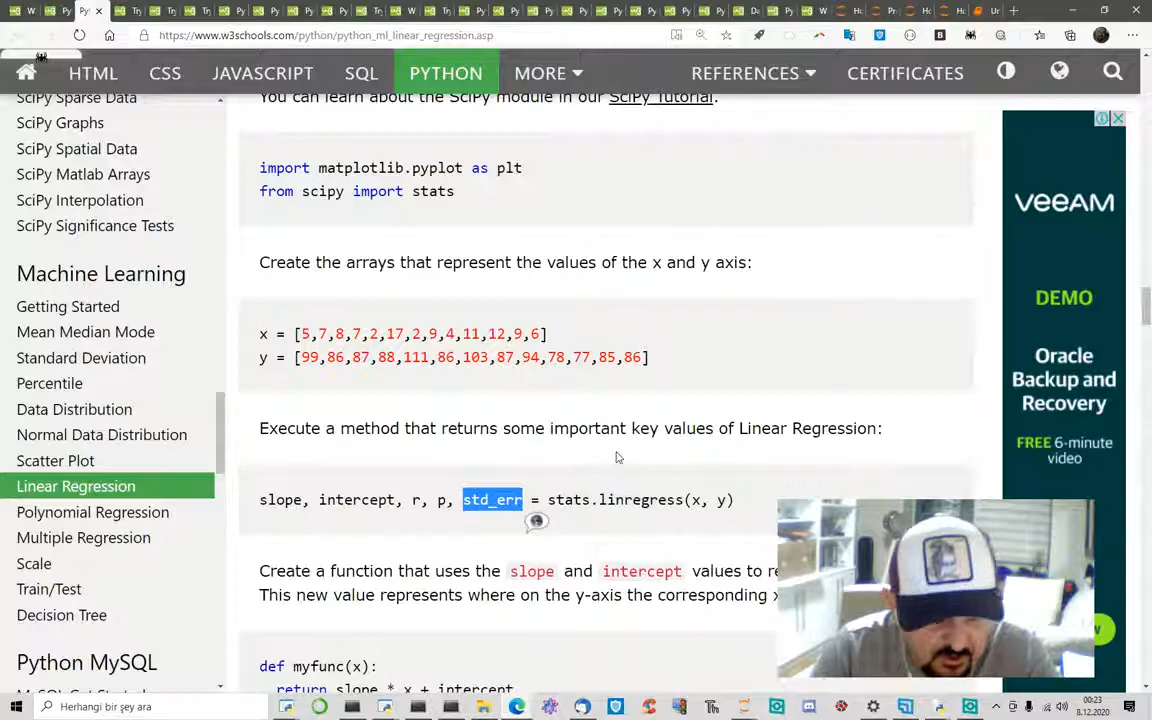 https://www.w3schools.com/python/python_ml_linear_regression.asp
HTML CSS JAVASCRIPT SQL PYTHON MORE REFERENCES CERTIFICATES
SciPy Sparse Data
SciPy Graphs
SciPy Spatial Data
SciPy Matlab Arrays
SciPy Interpolation
SciPy Significance Tests
Machine Learning
Getting Started
Mean Median Mode
Standard Deviation
Percentile
Data Distribution
Normal Data Distribution
Scatter Plot
Linear Regression
Polynomial Regression
Multiple Regression
Scale
Train/Test
Decision Tree
Python MySQL
You can learn about the SciPy module in our SciPy Tutorial.
import matplotlib.pyplot as plt
from scipy import stats
Create the arrays that represent the values of the x and y axis:
x = [5,7,8,7,2,17,2,9,4,11,12,9,6]
y = [99,86,87,88,111,86,103,87,94,78,77,85,86]
Execute a method that returns some important key values of Linear Regression:
slope, intercept, r, p, std_err = stats.linregress(x, y)
Create a function that uses the slope and intercept values to
This new value represents where on the y-axis the corresponding x
def myfunc(x):
return slope * x + intercept
VEEAM
DEMO
Oracle
Backup and
Recovery
FREE 6-minute
video
Herhangi bir şey ara
00:23
8.12.2020